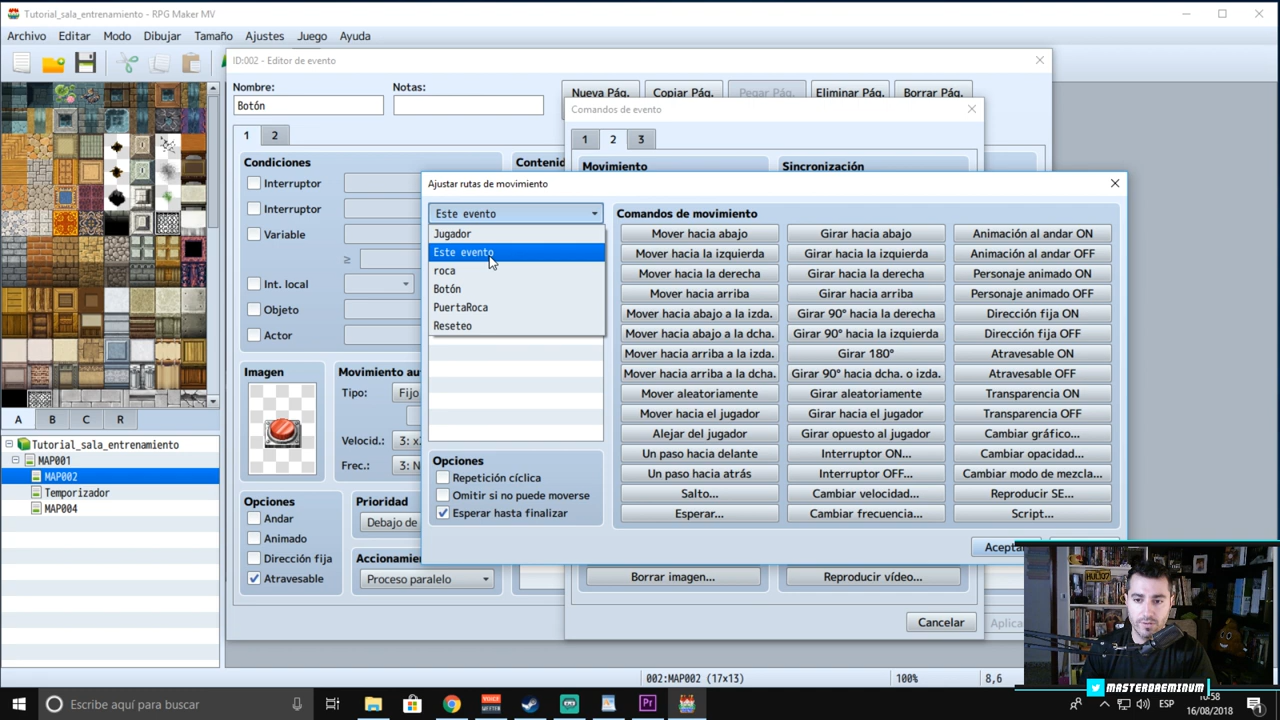 Tutorial_sala_entrenamiento - RPG Maker MV
Archivo Editar Modo Dibujar Tamaño Ajustes Juego Ayuda
ID:002 - Editor de evento
Nombre:
Notas:
Botón
Nueva Pág. Copiar Pág. Pegar Pág. Eliminar Pág. Borrar Pág.
Comandos de evento
1 2
1 2 3
Condiciones
Movimiento
Sincronización
Interruptor
Interruptor
Variable
≥
Int. local
Objeto
Actor
Ajustar rutas de movimiento
Este evento
Jugador
Este evento
roca
Botón
PuertaRoca
Reseteo
Comandos de movimiento
Mover hacia abajo Girar hacia abajo Animación al andar ON
Mover hacia la izquierda Girar hacia la izquierda Animación al andar OFF
Mover hacia la derecha Girar hacia la derecha Personaje animado ON
Mover hacia arriba Girar hacia arriba Personaje animado OFF
Mover hacia abajo a la izda. Girar 90º hacia la derecha Dirección fija ON
Mover hacia abajo a la dcha. Girar 90º hacia la izquierda Dirección fija OFF
Mover hacia arriba a la izda. Girar 180º Atravesable ON
Mover hacia arriba a la dcha. Girar 90º hacia dcha. o izda. Atravesable OFF
Mover aleatoriamente Girar aleatoriamente Transparencia ON
Mover hacia el jugador Girar hacia el jugador Transparencia OFF
Alejar del jugador Girar opuesto al jugador Cambiar gráfico...
Un paso hacia delante Interruptor ON... Cambiar opacidad...
Un paso hacia atrás Interruptor OFF... Cambiar modo de mezcla...
Salto... Cambiar velocidad... Reproducir SE...
Esperar... Cambiar frecuencia... Script...
Opciones
Repetición cíclica
Omitir si no puede moverse
Esperar hasta finalizar
Imagen
Tipo: Fijo
Velocid.:
Frec.:
Opciones
Andar
Animado
Dirección fija
Atravesable
Prioridad
Debajo de
Proceso paralelo
Borrar imagen...
Reproducir vídeo...
Cancelar
A B C R
Tutorial_sala_entrenamiento
MAP001
MAP002
Temporizador
MAP004
002:MAP002 (17x13)
100%
8,6
MASTERDAEMINUM
Escribe aquí para buscar
ESP
16/08/2018